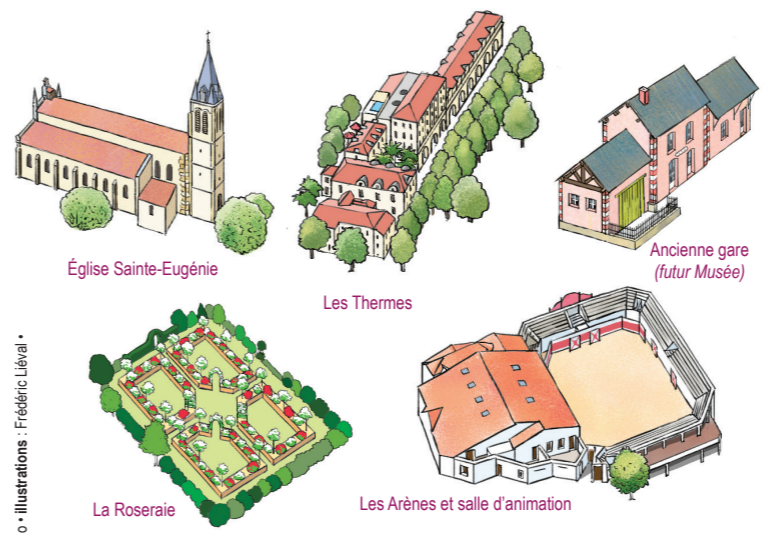 Église Sainte-Eugénie
Les Thermes
Ancienne gare
(futur Musée)
La Roseraie
Les Arènes et salle d'animation
o • illustrations : Frédéric Liéval •